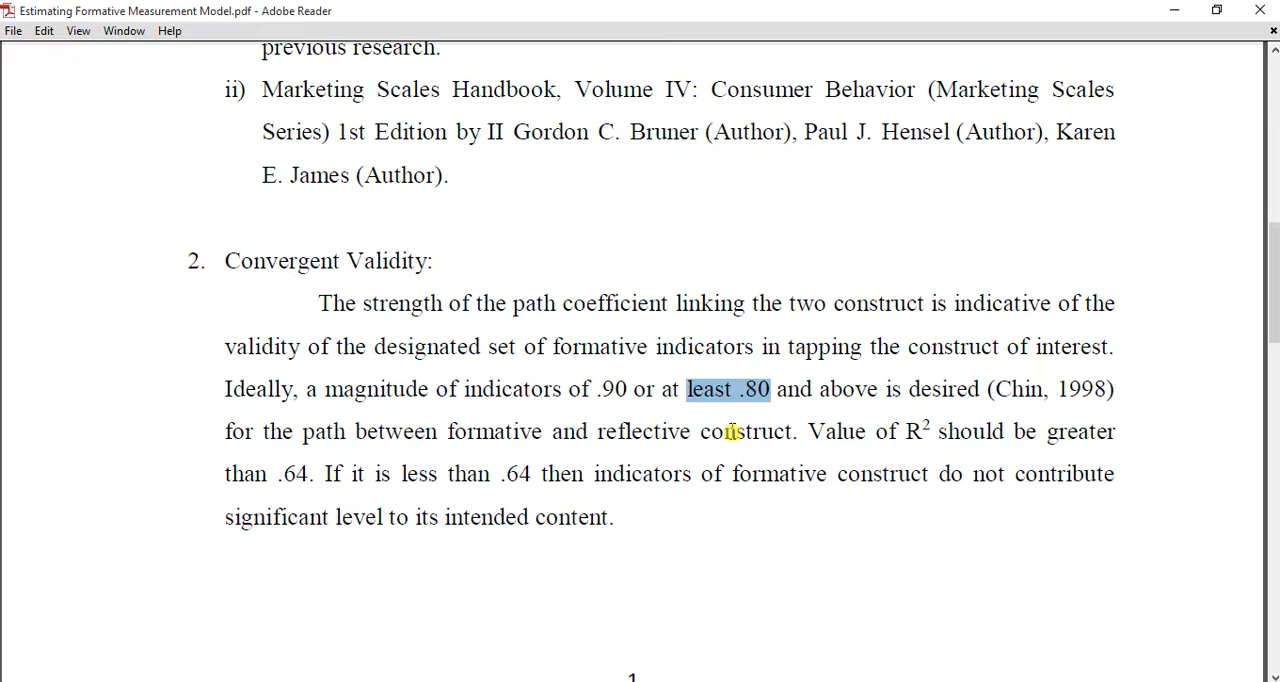 Estimating Formative Measurement Model.pdf - Adobe Reader
File Edit View Window Help
previous research.
ii) Marketing Scales Handbook, Volume IV: Consumer Behavior (Marketing Scales
Series) 1st Edition by II Gordon C. Bruner (Author), Paul J. Hensel (Author), Karen
E. James (Author).
2. Convergent Validity:
The strength of the path coefficient linking the two construct is indicative of the
validity of the designated set of formative indicators in tapping the construct of interest.
Ideally, a magnitude of indicators of .90 or at least .80 and above is desired (Chin, 1998)
for the path between formative and reflective construct. Value of R² should be greater
than .64. If it is less than .64 then indicators of formative construct do not contribute
significant level to its intended content.
1